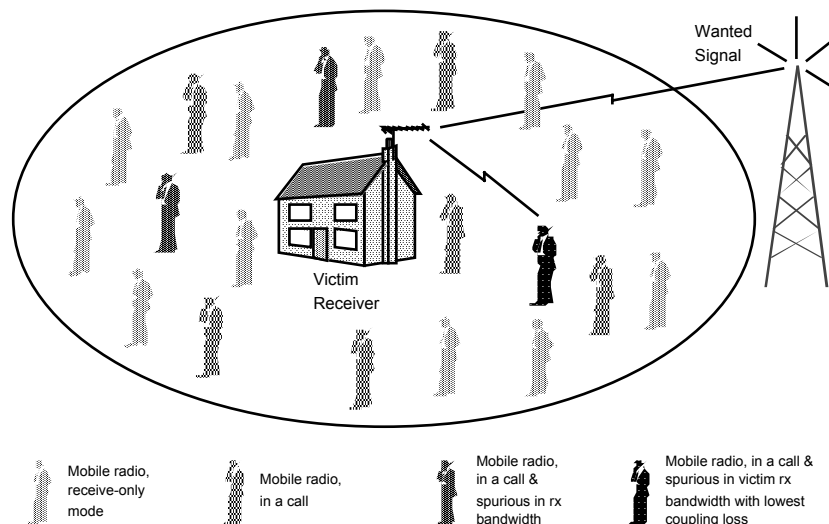 Wanted
Signal
Victim
Receiver
Mobile radio,
receive-only
mode
Mobile radio,
in a call
Mobile radio,
in a call &
spurious in rx
bandwidth
Mobile radio, in a call &
spurious in victim rx
bandwidth with lowest
coupling loss